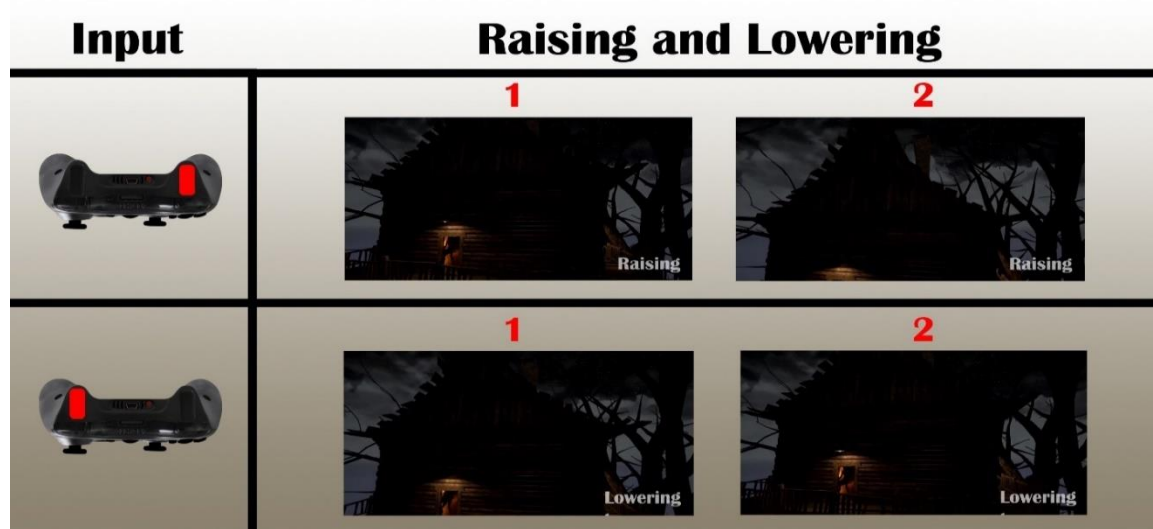 Input
Raising and Lowering
1
2
Raising
Raising
1
2
Lowering
Lowering